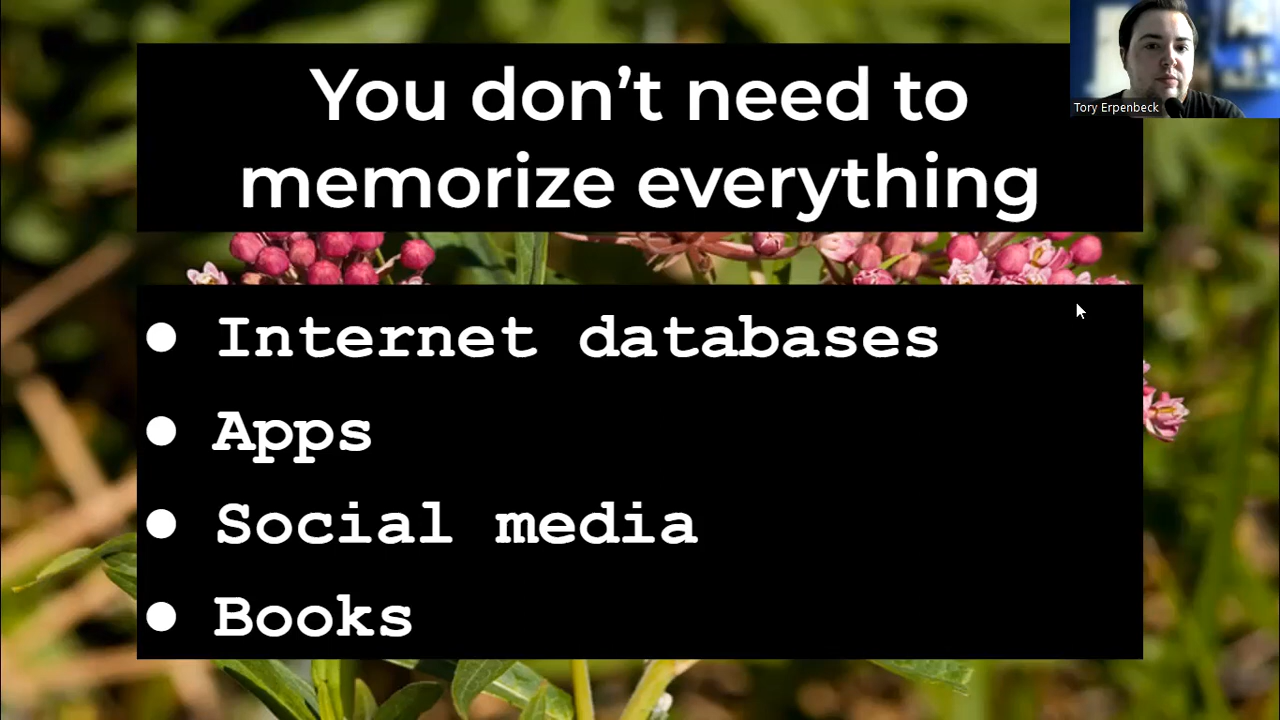 You don’t need to
memorize everything
Tory Erpenbeck
● Internet databases
● Apps
● Social media
● Books